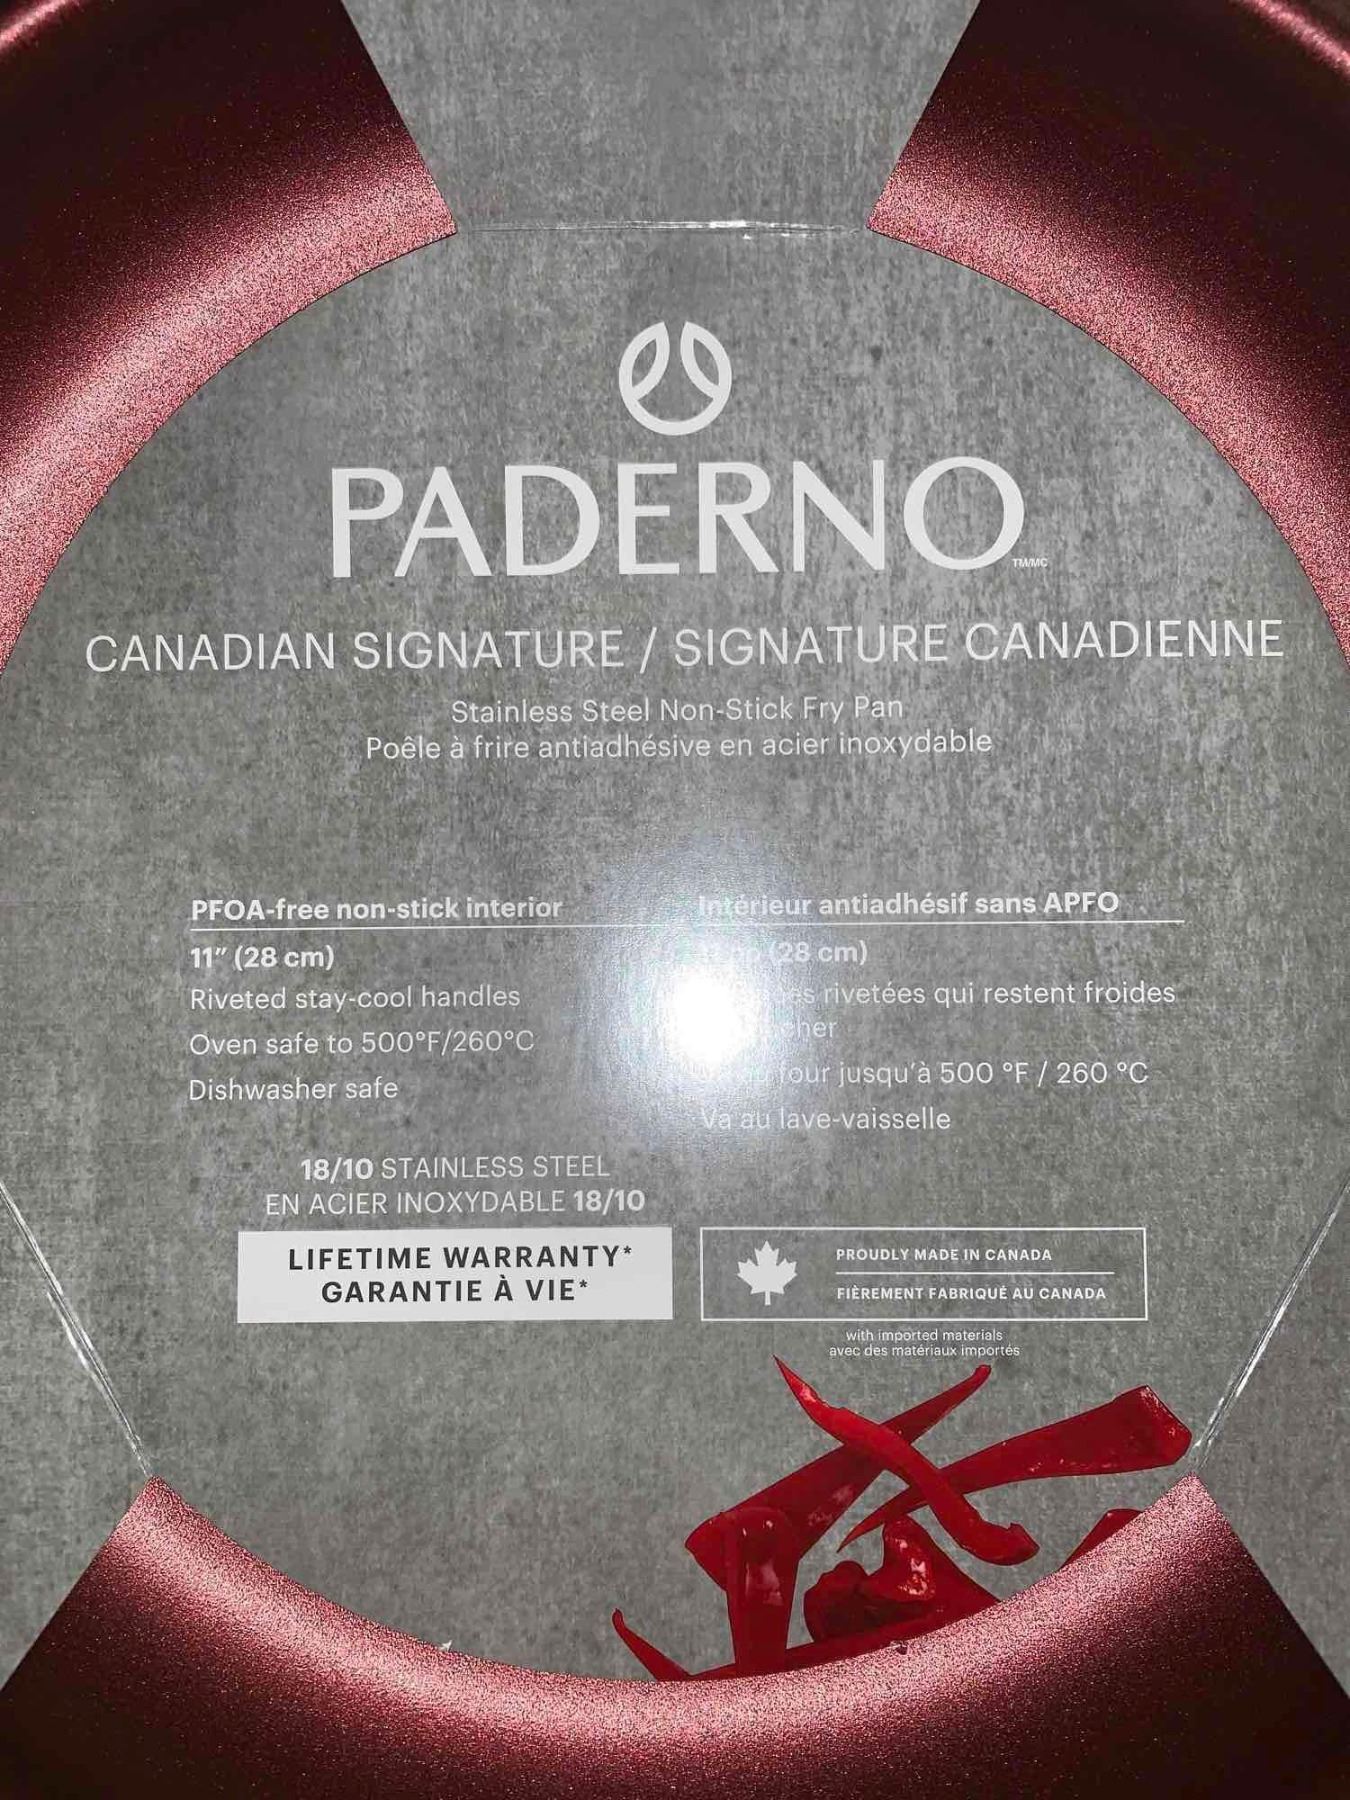 PADERNO
TM/MC
CANADIAN SIGNATURE / SIGNATURE CANADIENNE
Stainless Steel Non-Stick Fry Pan
Poêle à frire antiadhésive en acier inoxydable
PFOA-free non-stick interior
11” (28 cm)
Riveted stay-cool handles
Oven safe to 500°F/260°C
Dishwasher safe
Intérieur antiadhésif sans APFO
(28 cm)
rivetées qui restent froides
four jusqu’à 500 °F / 260 °C
Va au lave-vaisselle
18/10 STAINLESS STEEL
EN ACIER INOXYDABLE 18/10
LIFETIME WARRANTY*
GARANTIE À VIE*
PROUDLY MADE IN CANADA
FIÈREMENT FABRIQUÉ AU CANADA
with imported materials
avec des matériaux importés